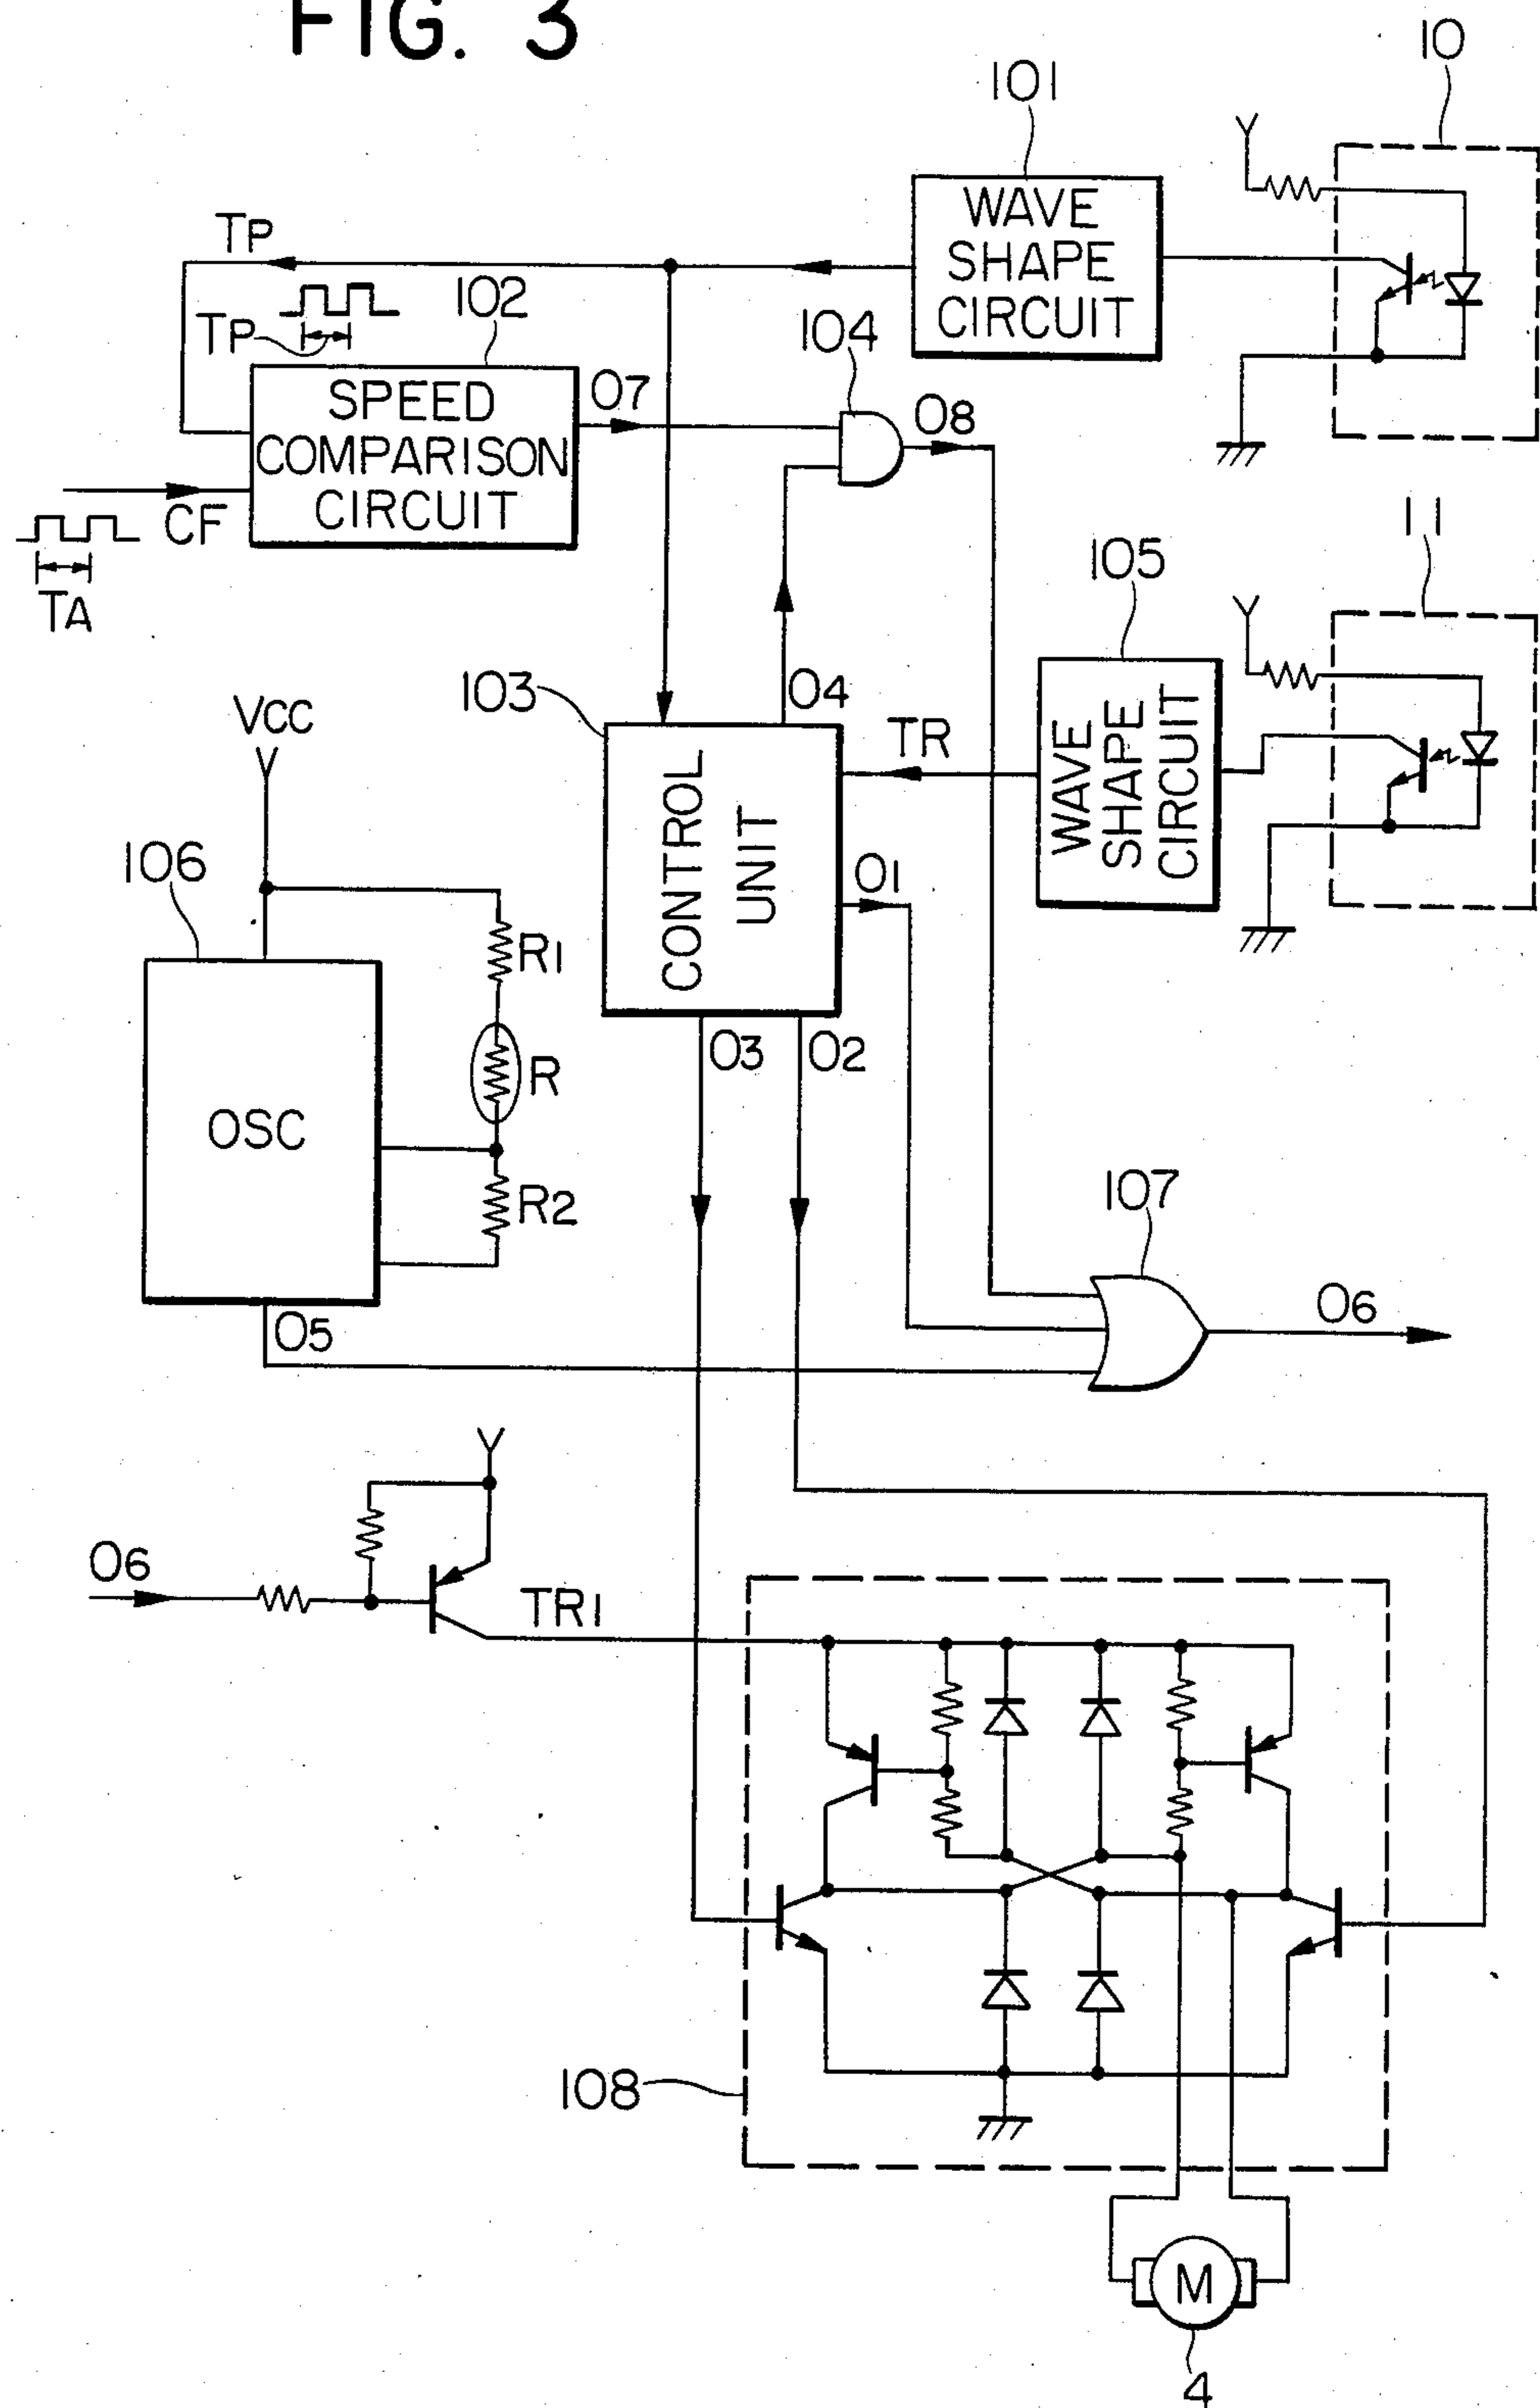 FIG. 3
10
101
WAVE
SHAPE
CIRCUIT
TP
102
TP
104
SPEED
COMPARISON
CIRCUIT
O7
O8
CF
TA
11
105
103
O4
TR
WAVE
SHAPE
CIRCUIT
VCC
CONTROL
UNIT
O1
106
R1
O3
O2
R
OSC
R2
107
O5
O6
O6
TR1
108
M
4